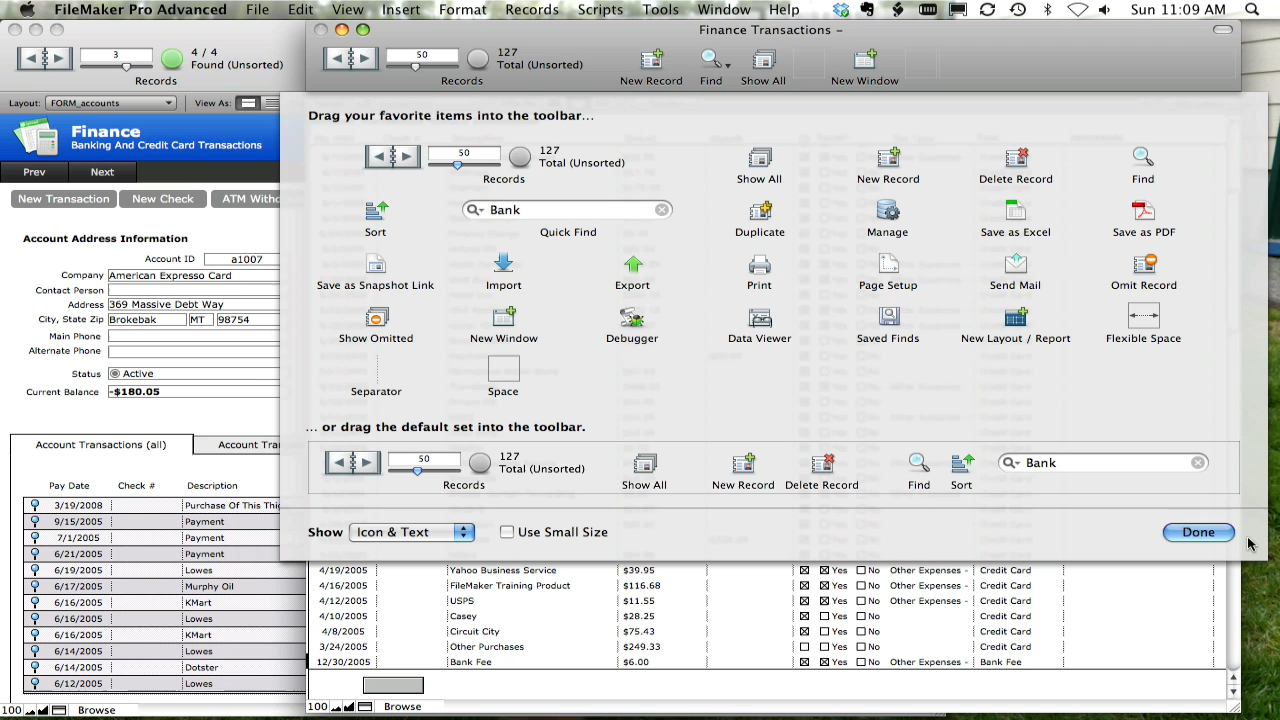 FileMaker Pro Advanced File Edit View Insert Format Records Scripts Tools Window Help Sun 11:09 AM
3
4 / 4
Found (Unsorted)
Records
Layout: FORM_accounts View As:
Finance
Banking And Credit Card Transactions
Prev Next
New Transaction New Check ATM Witho
Account Address Information
Account ID a1007
Company American Expresso Card
Contact Person
Address 369 Massive Debt Way
City, State Zip Brokebak MT 98754
Main Phone
Alternate Phone
Status Active
Current Balance -$180.05
Account Transactions (all) Account Tra
Pay Date Check # Description
3/19/2008 Purchase Of This Thi
9/15/2005 Payment
7/1/2005 Payment
6/21/2005 Payment
6/19/2005 Lowes
6/17/2005 Murphy Oil
6/16/2005 KMart
6/16/2005 Lowes
6/16/2005 KMart
6/14/2005 Lowes
6/14/2005 Dotster
6/12/2005 Lowes
100 Browse
Finance Transactions –
50
127
Total (Unsorted)
Records New Record Find Show All New Window
Drag your favorite items into the toolbar...
50
127
Total (Unsorted)
Records Show All New Record Delete Record Find
Bank
Sort Quick Find Duplicate Manage Save as Excel Save as PDF
Save as Snapshot Link Import Export Print Page Setup Send Mail Omit Record
Show Omitted New Window Debugger Data Viewer Saved Finds New Layout / Report Flexible Space
Separator Space
... or drag the default set into the toolbar.
50
127
Total (Unsorted)
Bank
Records Show All New Record Delete Record Find Sort
Show Icon & Text Use Small Size Done
4/19/2005 Yahoo Business Service $39.95 Yes No Other Expenses - Credit Card
4/16/2005 FileMaker Training Product $116.68 Yes No Other Expenses - Credit Card
4/12/2005 USPS $11.55 Yes No Other Expenses - Credit Card
4/10/2005 Casey $28.25 Yes No Credit Card
4/8/2005 Circuit City $75.43 Yes No Credit Card
3/24/2005 Other Purchases $249.33 Yes No Credit Card
12/30/2005 Bank Fee $6.00 Yes No Other Expenses - Bank Fee
100 Browse